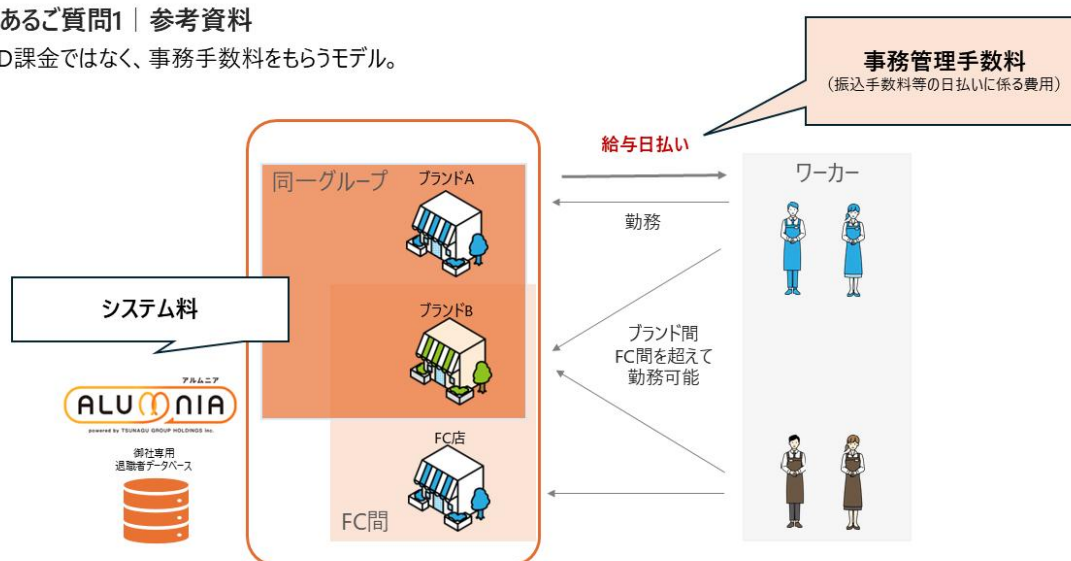 あるご質問1｜参考資料
D課金ではなく、事務手数料をもらうモデル。
事務管理手数料
（振込手数料等の日払いに係る費用）
給与日払い
同一グループ
ブランドA
ワーカー
勤務
システム料
ブランドB
ブランド間
FC間を超えて
勤務可能
アルムニア
ALUMNIA
powered by TSUNAGU GROUP HOLDINGS Inc.
御社専用
退職者データベース
FC店
FC間